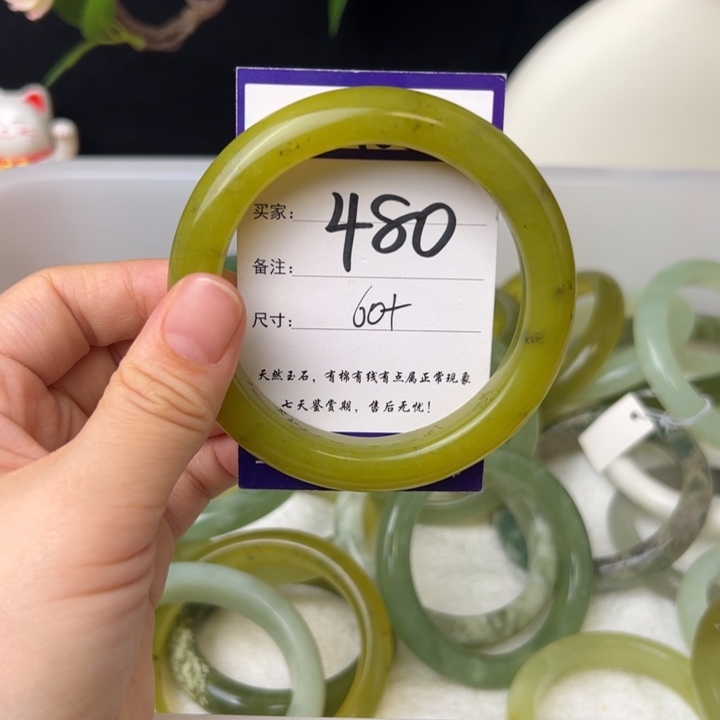 买家: 480
备注:
尺寸: 60+
天然玉石，有棉有线有点属正常现象
七天鉴赏期，售后无忧！